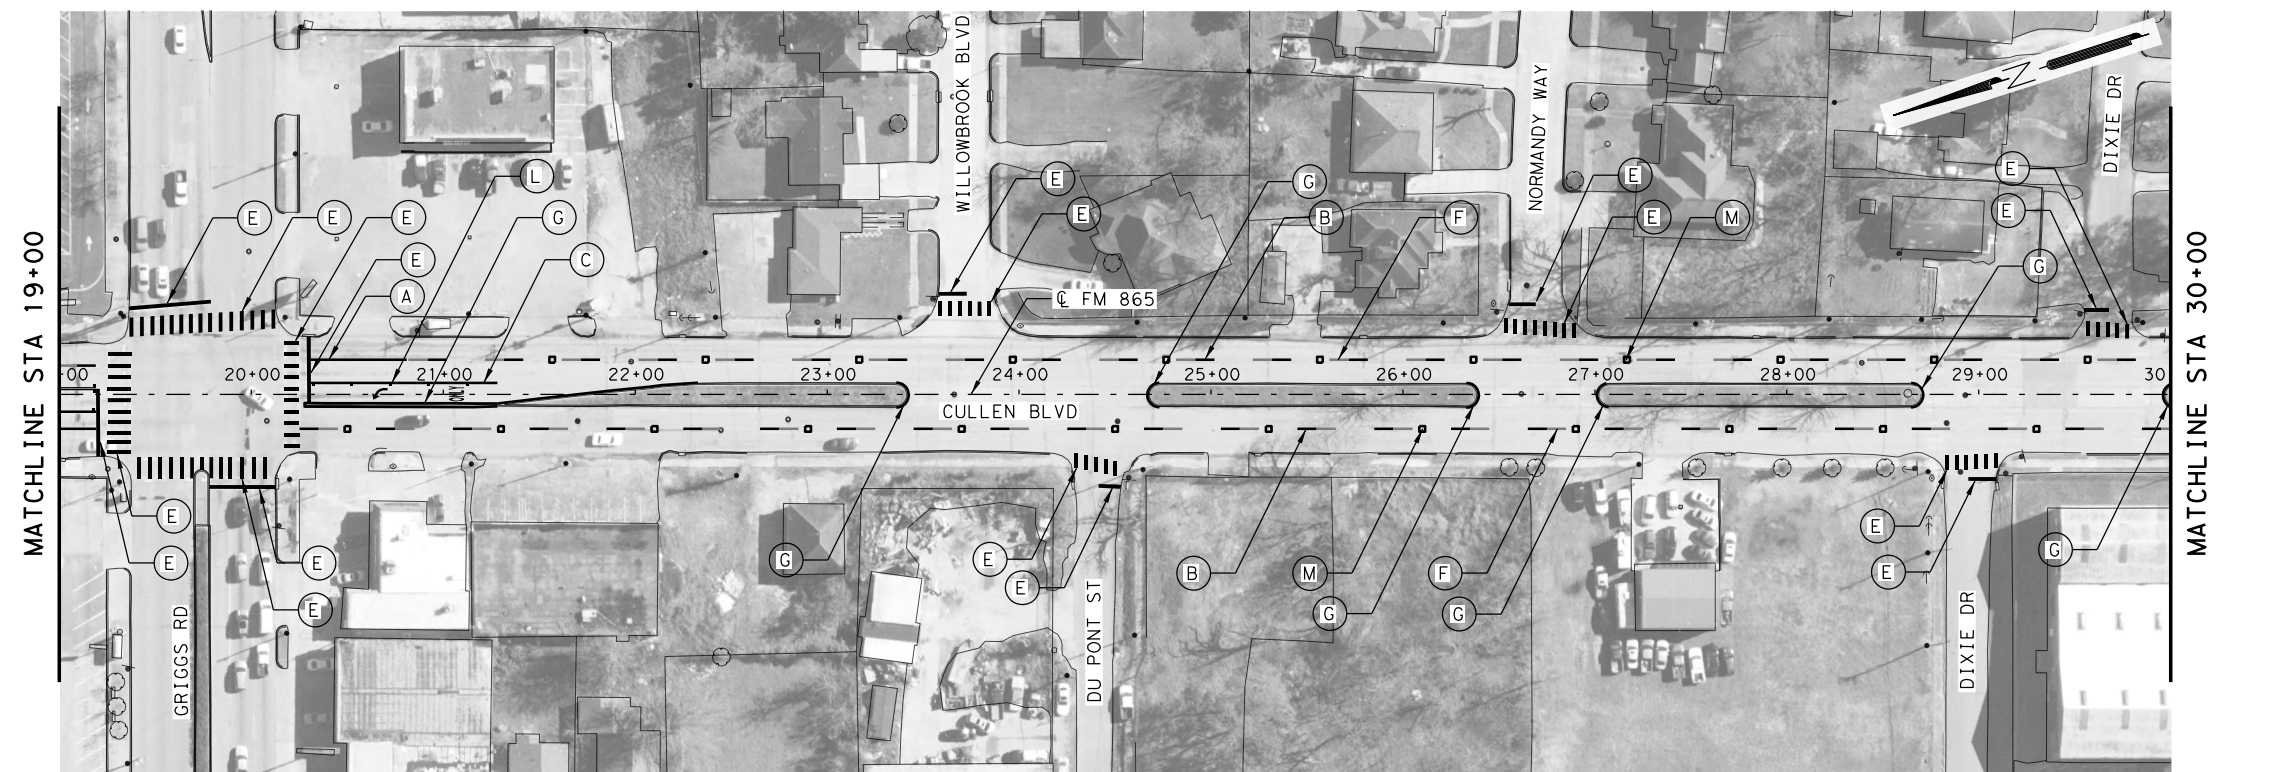 MATCHLINE STA 19+00
MATCHLINE STA 30+00
WILLOWBROOK BLVD
NORMANDY WAY
DIXIE DR
N
L
G
C
E
E
E
E
A
E
E
℄ FM 865
G
B
F
E
E
M
E
E
G
+00
20+00
21+00
22+00
23+00
24+00
25+00
26+00
27+00
28+00
29+00
30
ONLY
CULLEN BLVD
E
E
E
E
G
E
E
B
M
G
F
G
E
E
G
GRIGGS RD
DU PONT ST
DIXIE DR